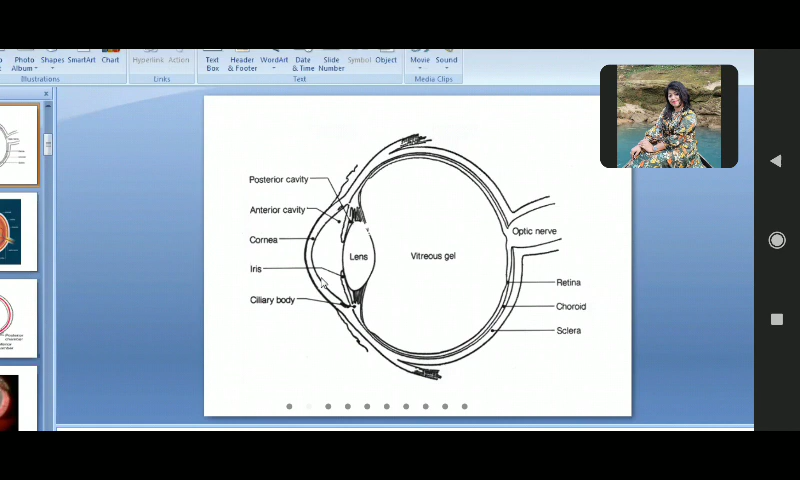 Photo Shapes SmartArt Chart Hyperlink Action Text Header WordArt Date Slide Symbol Object Movie Sound
Album Box & Footer & Time Number
Illustrations Links Text Media Clips
Posterior cavity
Anterior cavity
Cornea
Iris
Ciliary body
Lens
Vitreous gel
Optic nerve
Retina
Choroid
Sclera